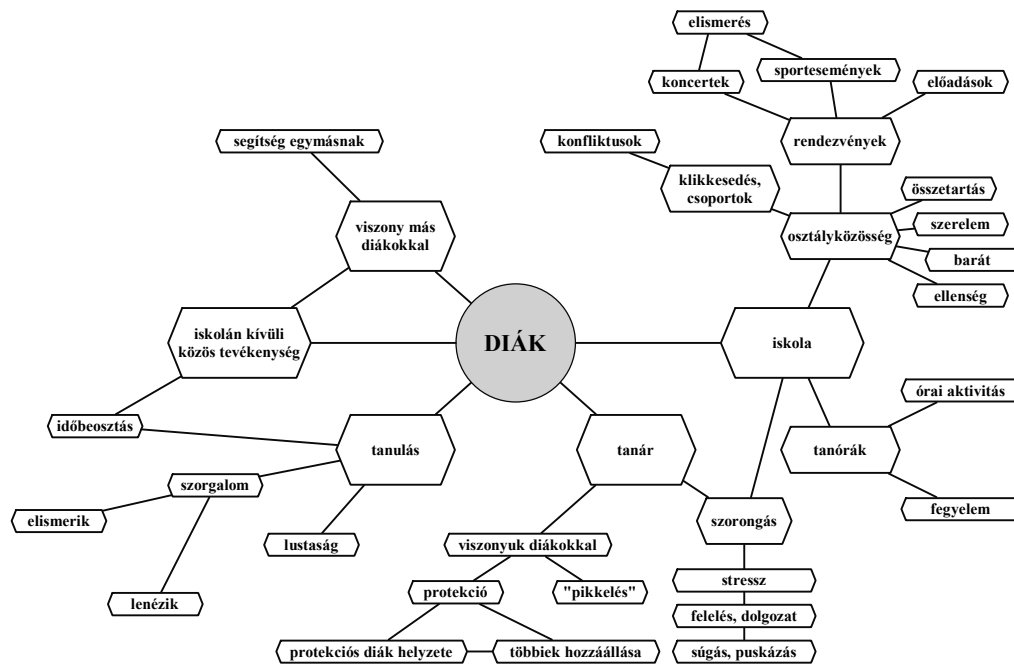 elismerés
sportesemények
koncertek
előadások
segítség egymásnak
konfliktusok
rendezvények
klikkesedés,
csoportok
összetartás
viszony más
diákokkal
osztályközösség
szerelem
barát
ellenség
iskolán kívüli
közös tevékenység
DIÁK
iskola
órai aktivitás
időbeosztás
tanulás
tanár
tanórák
szorgalom
elismerik
szorongás
fegyelem
lustaság
viszonyuk diákokkal
stressz
protekció
"pikkelés"
lenézik
felelés, dolgozat
protekciós diák helyzete
többiek hozzáállása
súgás, puskázás